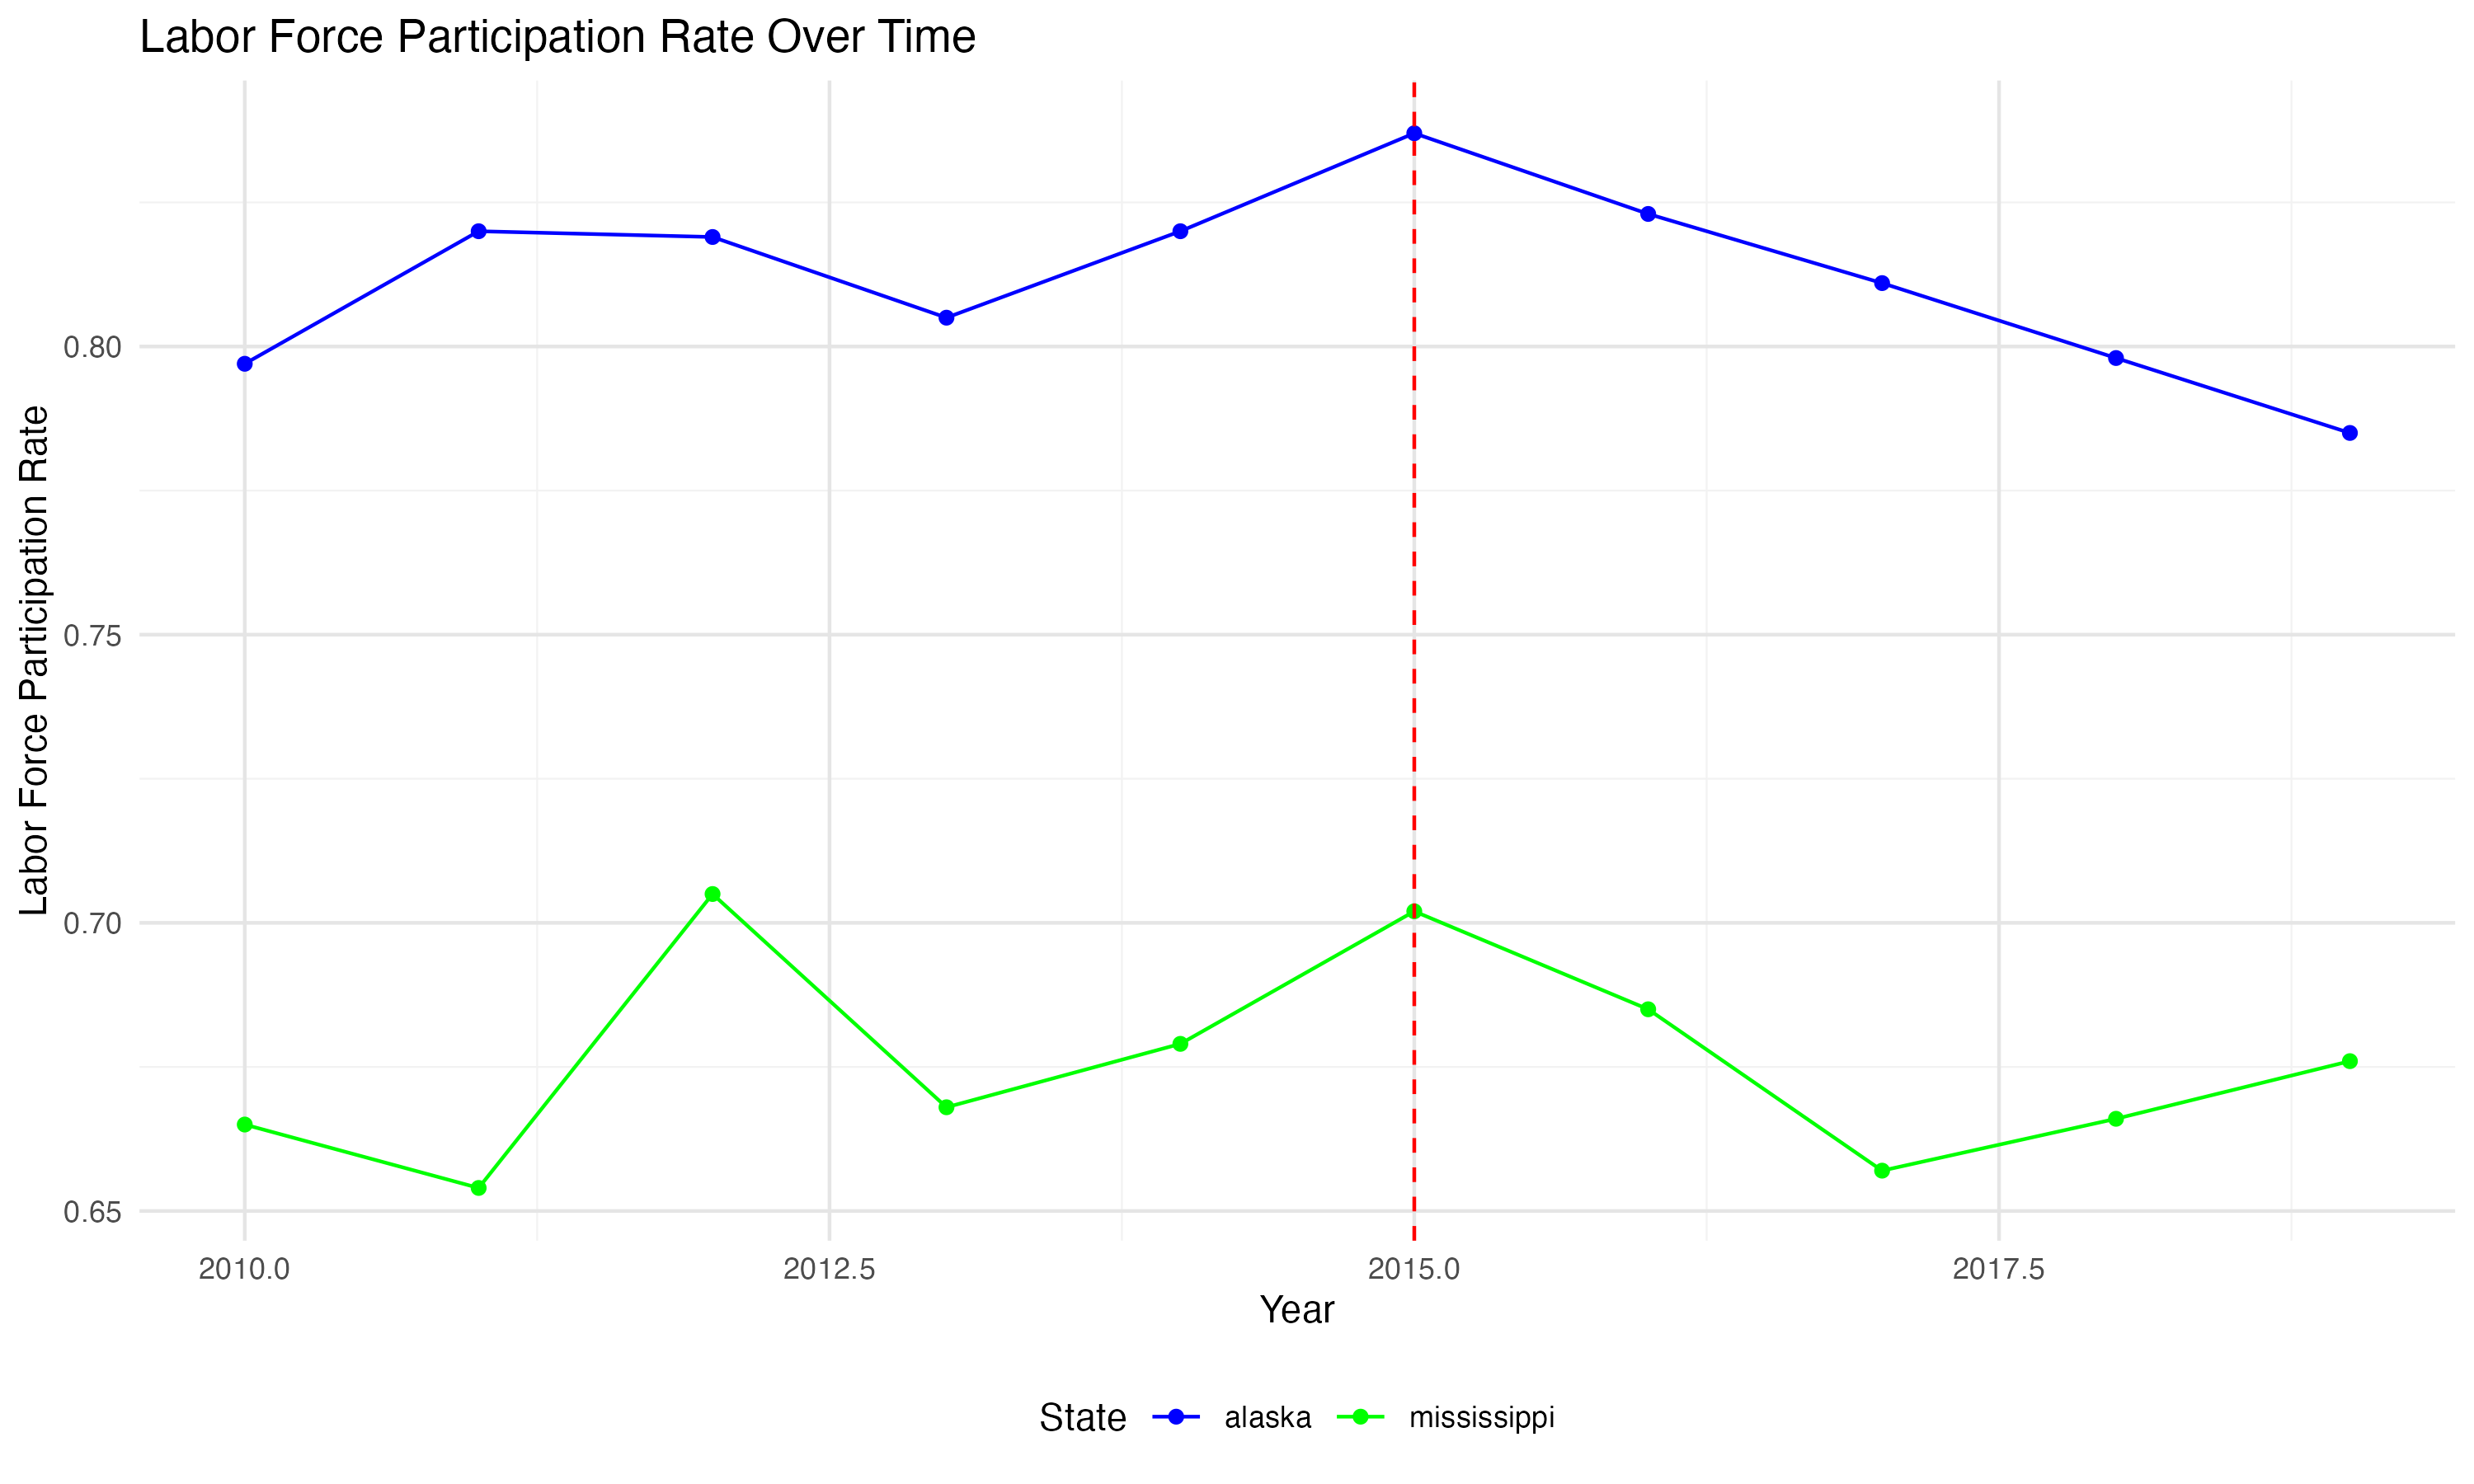 Labor Force Participation Rate Over Time
Labor Force Participation Rate
0.80
0.75
0.70
0.65
2010.0 2012.5 2015.0 2017.5
Year
State alaska mississippi